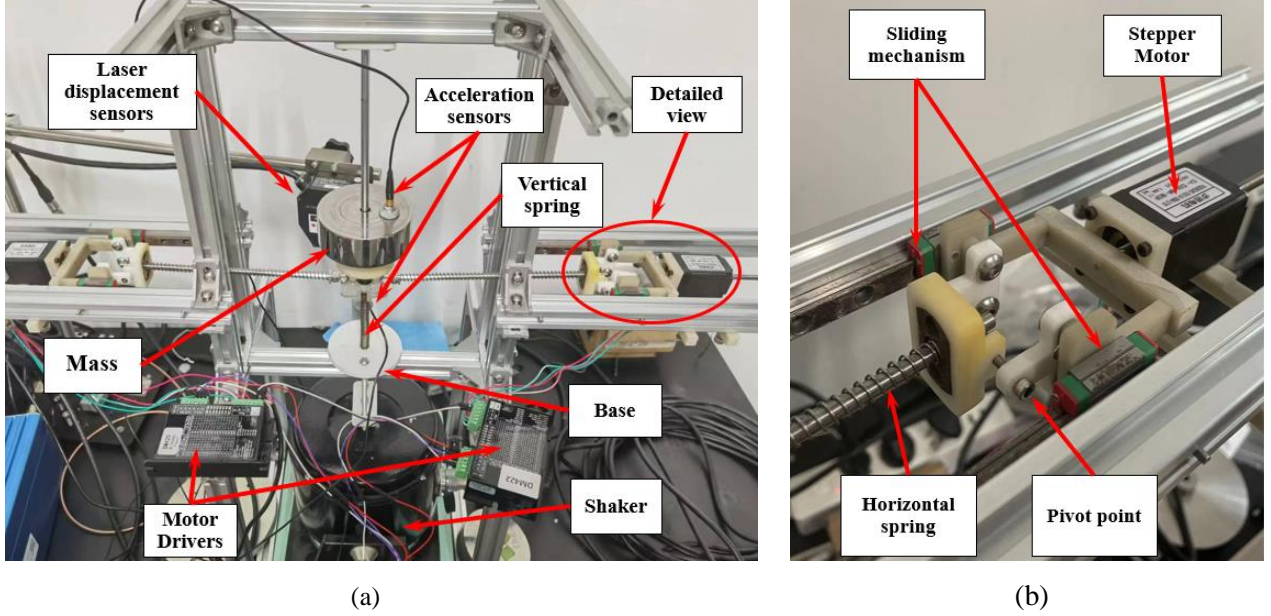 Laser
displacement
sensors
Acceleration
sensors
Detailed
view
Vertical
spring
Mass
Base
Shaker
Motor
Drivers
DM422
(a)
Sliding
mechanism
Stepper
Motor
Horizontal
spring
Pivot point
(b)